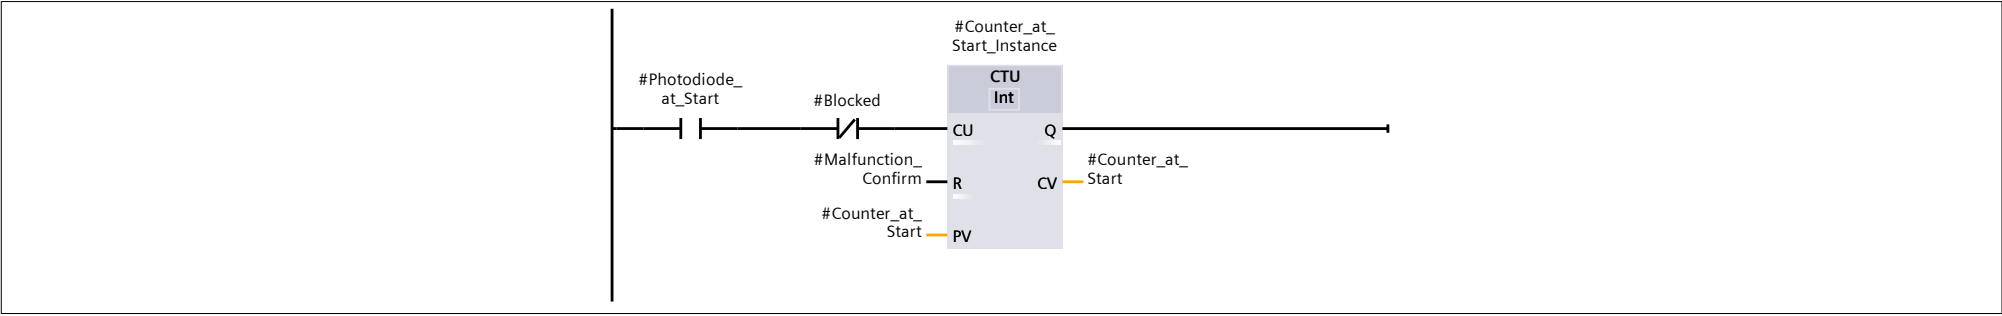 #Counter_at_
Start_Instance
CTU
Int
#Photodiode_
at_Start
#Blocked
CU
Q
#Malfunction_
Confirm
R
CV
#Counter_at_
Start
#Counter_at_
Start
PV